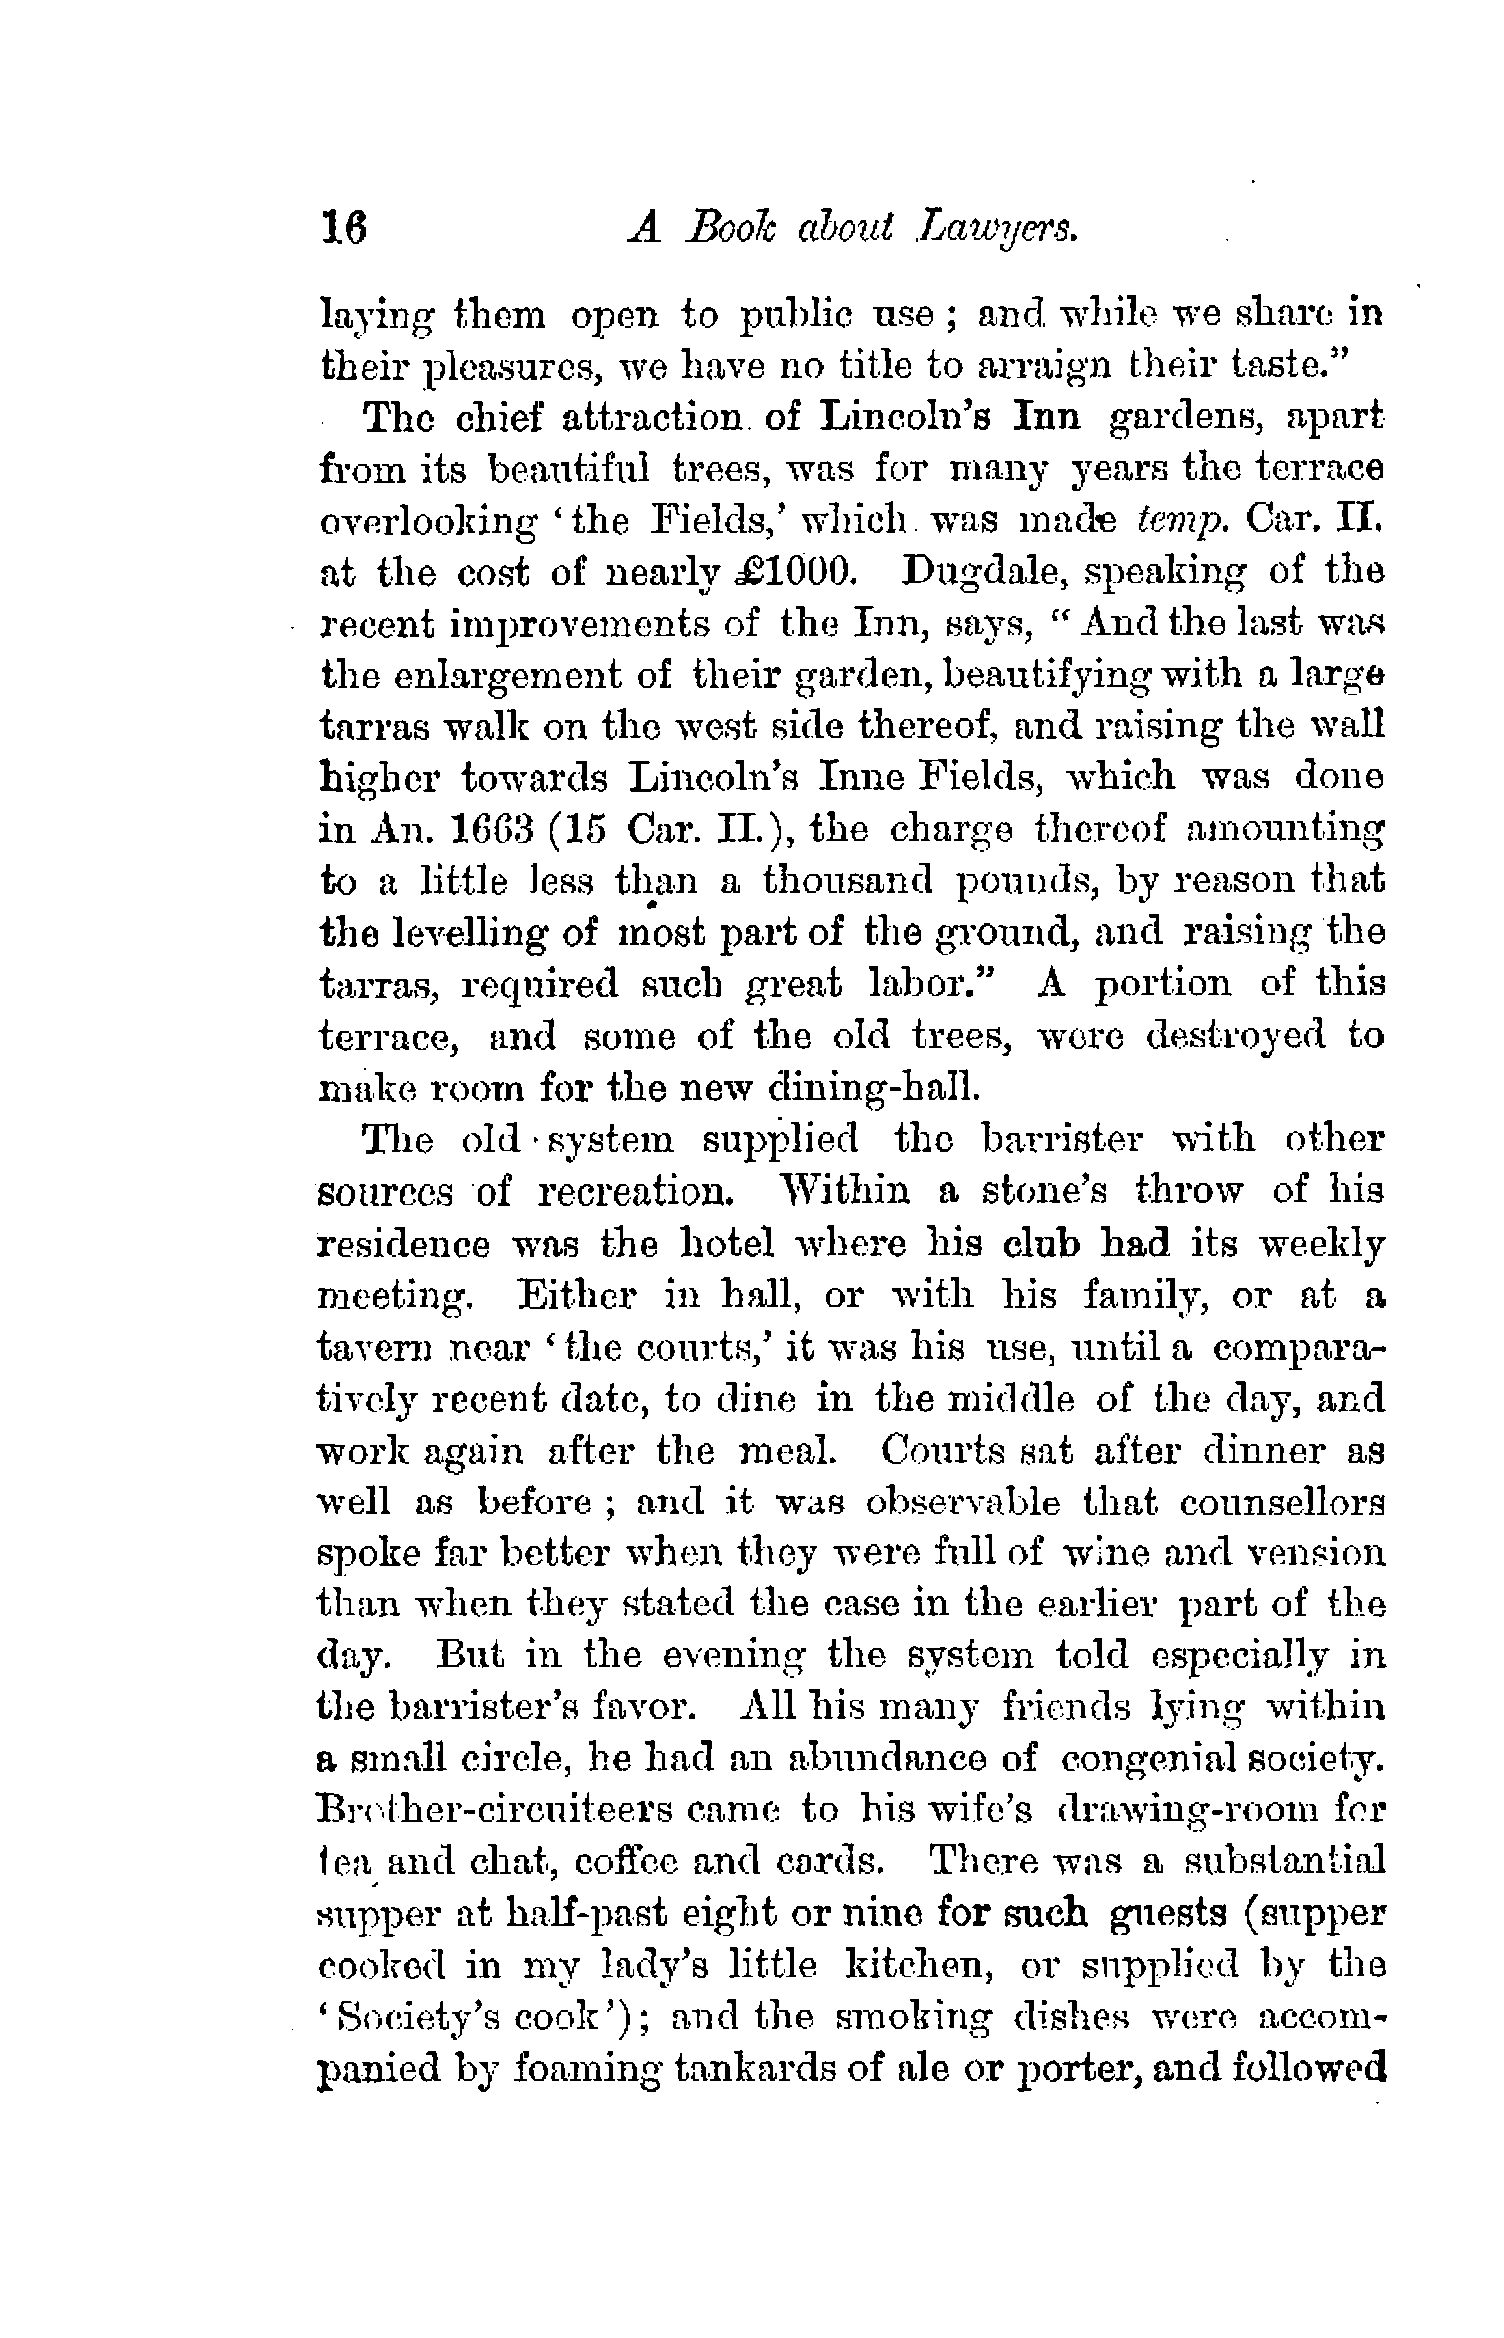 16 A Book about Lawyers.
laying them open to public use ; and while we share in
their pleasures, we have no title to arraign their taste."
The chief attraction of Lincoln's Inn gardens, apart
from its beautiful trees, was for many years the terrace
overlooking 'the Fields,' which was made temp. Car. II.
at the cost of nearly £1000. Dugdale, speaking of the
recent improvements of the Inn, says, " And the last was
the enlargement of their garden, beautifying with a large
tarras walk on the west side thereof, and raising the wall
higher towards Lincoln's Inne Fields, which was done
in An. 1663 (15 Car. II.), the charge thereof amounting
to a little less than a thousand pounds, by reason that
the levelling of most part of the ground, and raising the
tarras, required such great labor." A portion of this
terrace, and some of the old trees, were destroyed to
make room for the new dining-hall.
The old system supplied the barrister with other
sources of recreation. Within a stone's throw of his
residence was the hotel where his club had its weekly
meeting. Either in hall, or with his family, or at a
tavern near 'the courts,' it was his use, until a compara-
tively recent date, to dine in the middle of the day, and
work again after the meal. Courts sat after dinner as
well as before ; and it was observable that counsellors
spoke far better when they were full of wine and vension
than when they stated the case in the earlier part of the
day. But in the evening the system told especially in
the barrister's favor. All his many friends lying within
a small circle, he had an abundance of congenial society.
Brother-circuiteers came to his wife's drawing-room for
tea and chat, coffee and cards. There was a substantial
supper at half-past eight or nine for such guests (supper
cooked in my lady's little kitchen, or supplied by the
'Society's cook'); and the smoking dishes were accom-
panied by foaming tankards of ale or porter, and followed